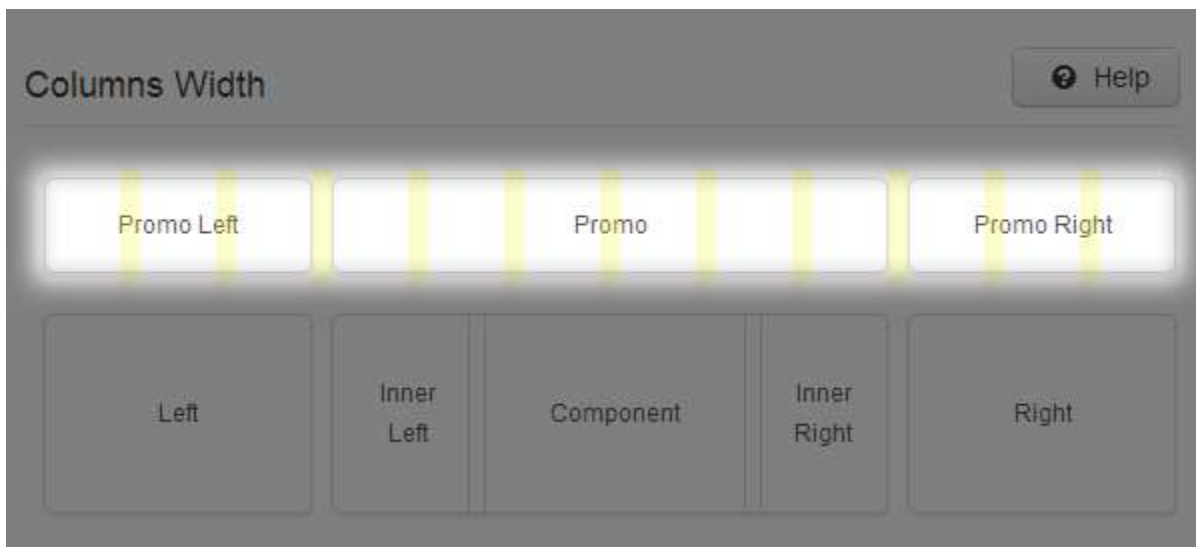 Columns Width
Help
Promo Left
Promo
Promo Right
Left
Inner
Left
Component
Inner
Right
Right